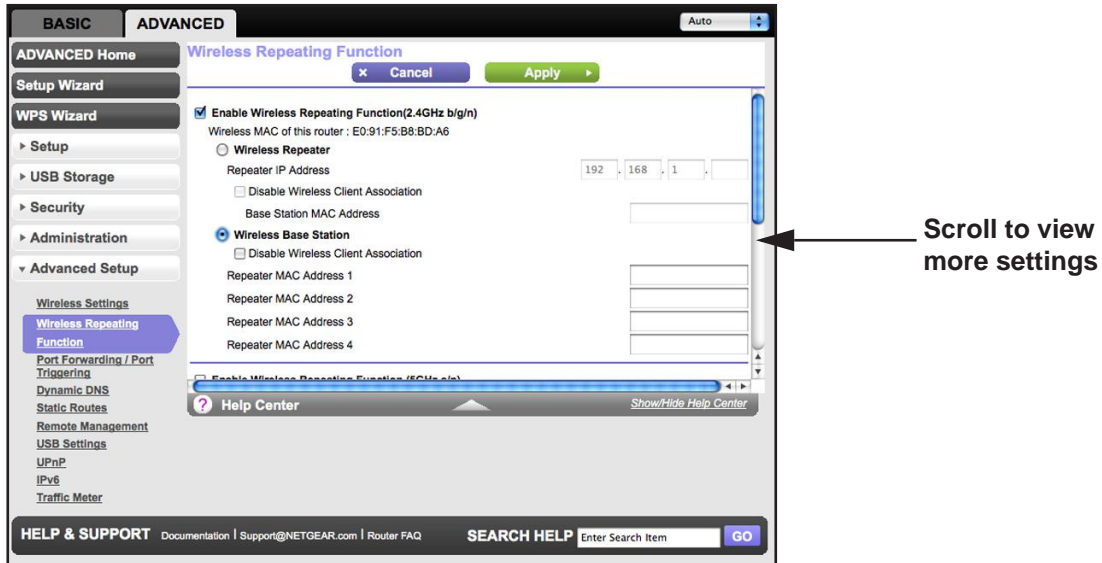 BASIC ADVANCED Auto
ADVANCED Home
Setup Wizard
WPS Wizard
Setup
USB Storage
Security
Administration
Advanced Setup
Wireless Settings
Wireless Repeating
Function
Port Forwarding / Port
Triggering
Dynamic DNS
Static Routes
Remote Management
USB Settings
UPnP
IPv6
Traffic Meter
Wireless Repeating Function
× Cancel Apply
Enable Wireless Repeating Function(2.4GHz b/g/n)
Wireless MAC of this router : E0:91:F5:B8:BD:A6
Wireless Repeater
Repeater IP Address 192 . 168 . 1 .
Disable Wireless Client Association
Base Station MAC Address
Wireless Base Station
Disable Wireless Client Association
Repeater MAC Address 1
Repeater MAC Address 2
Repeater MAC Address 3
Repeater MAC Address 4
Enable Wireless Repeating Function (5GHz a/n)
? Help Center Show/Hide Help Center
Scroll to view
more settings
HELP & SUPPORT Documentation | Support@NETGEAR.com | Router FAQ SEARCH HELP Enter Search Item GO